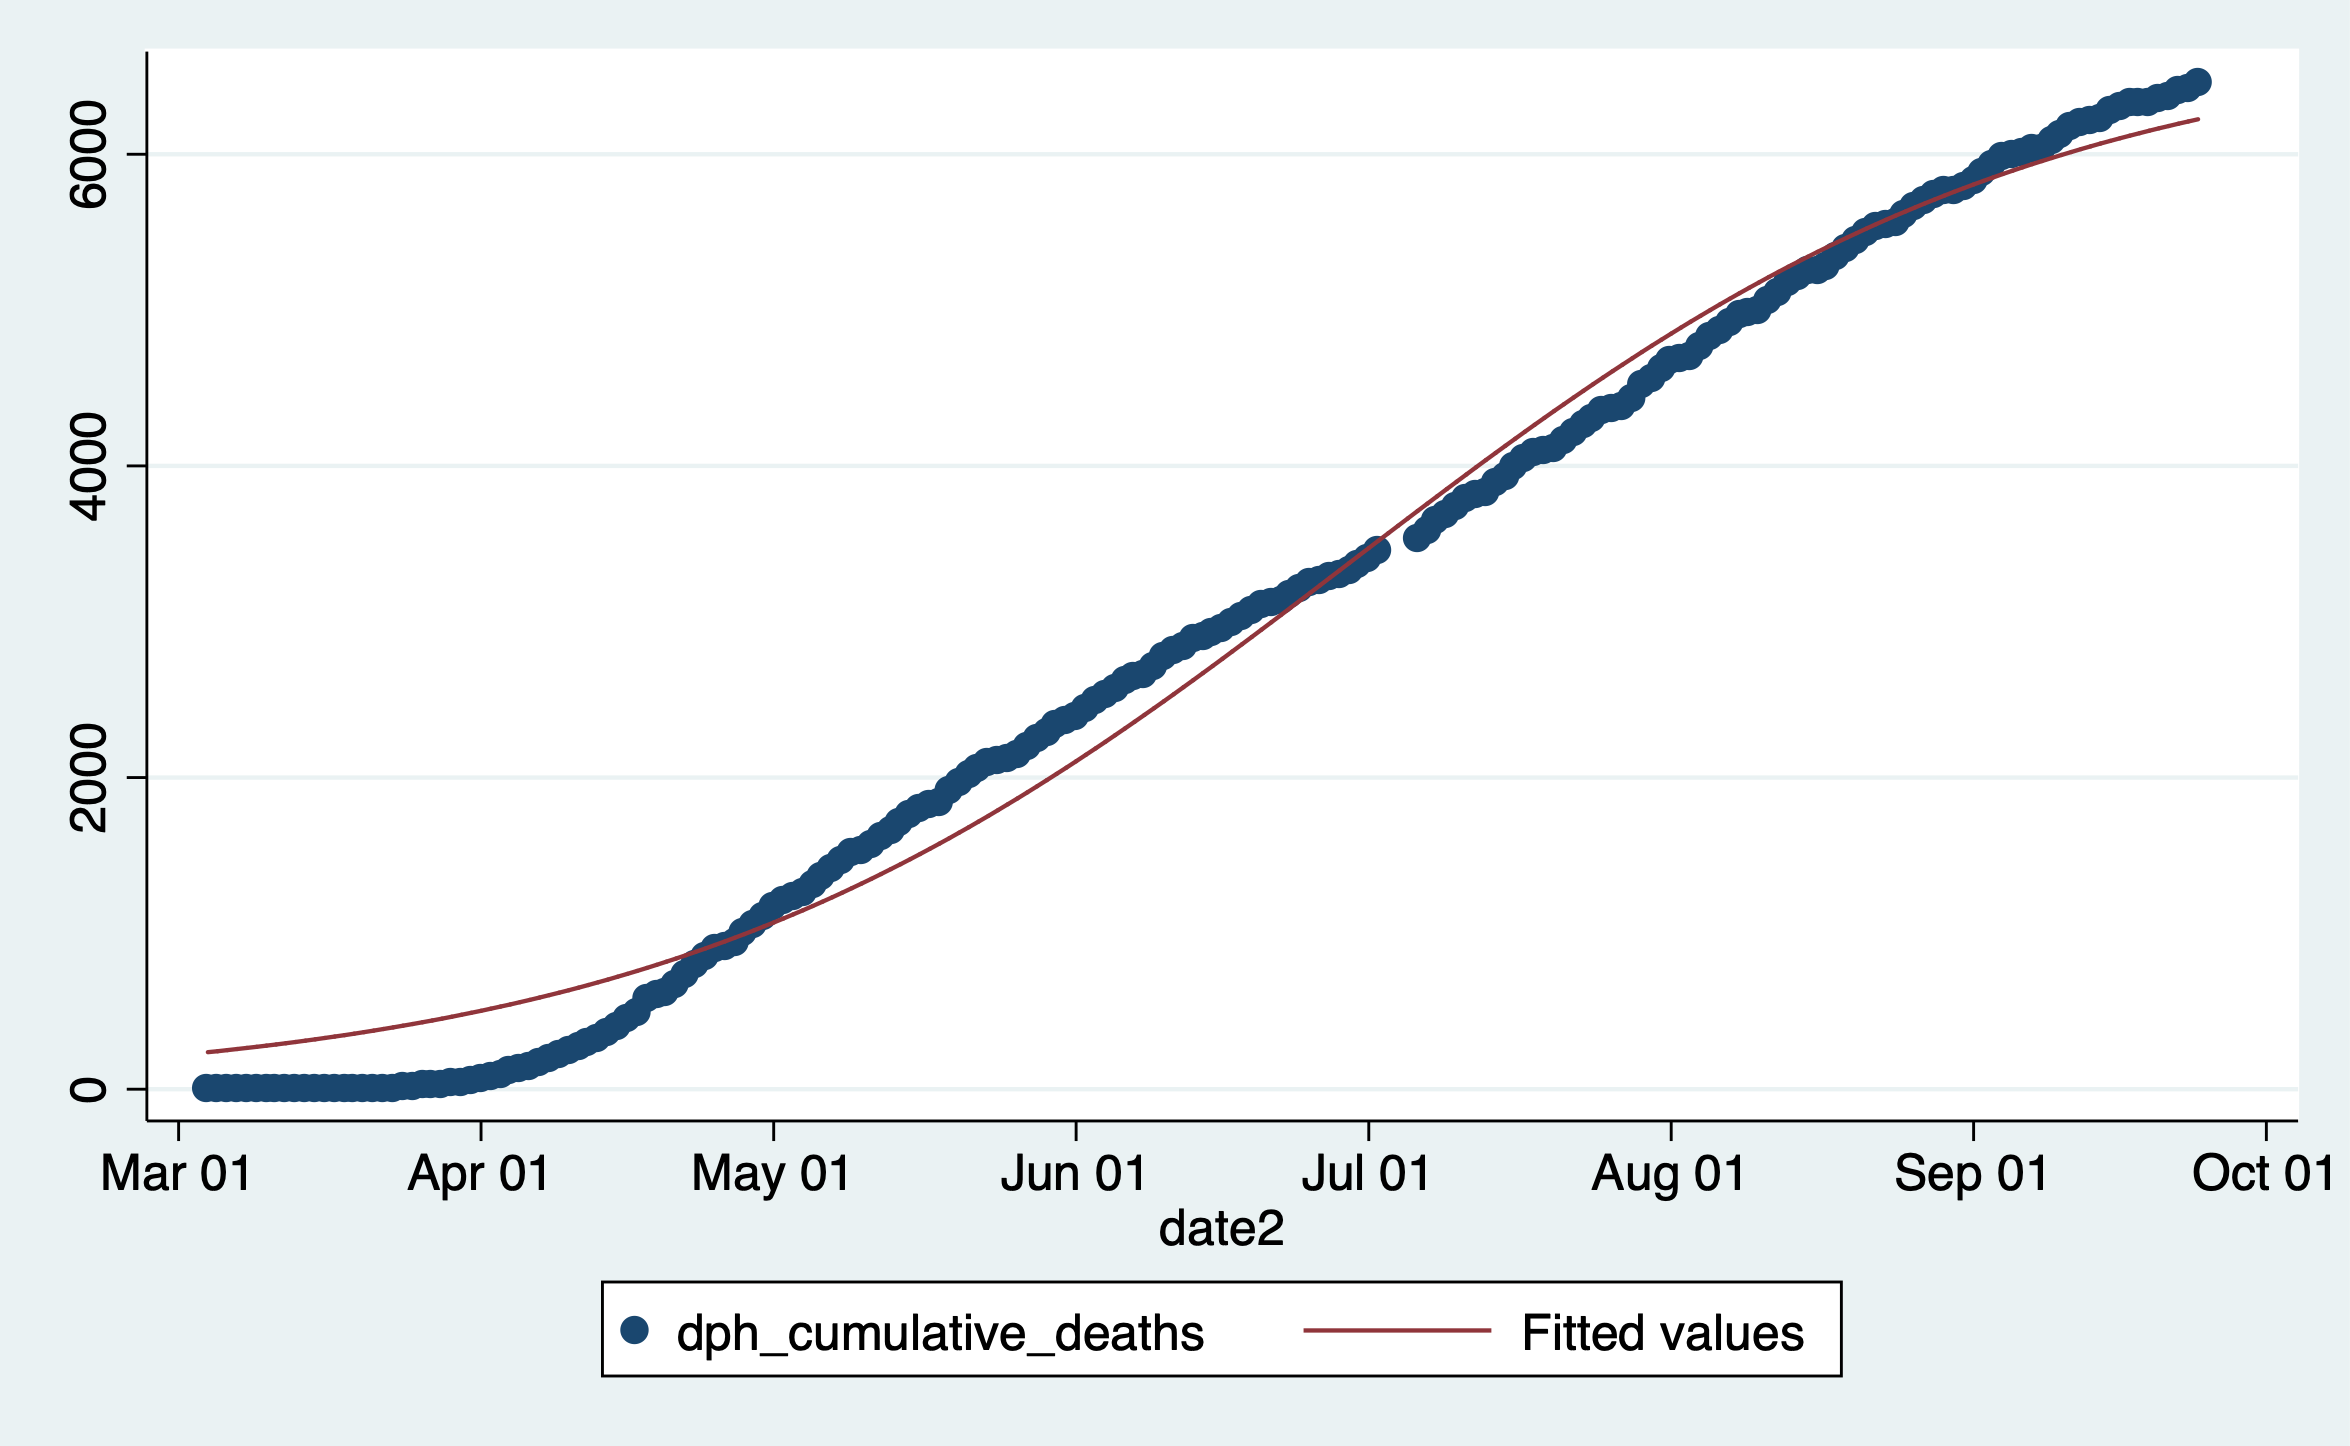 6000
4000
2000
0
Mar 01 Apr 01 May 01 Jun 01 Jul 01 Aug 01 Sep 01 Oct 01
date2
dph_cumulative_deaths Fitted values